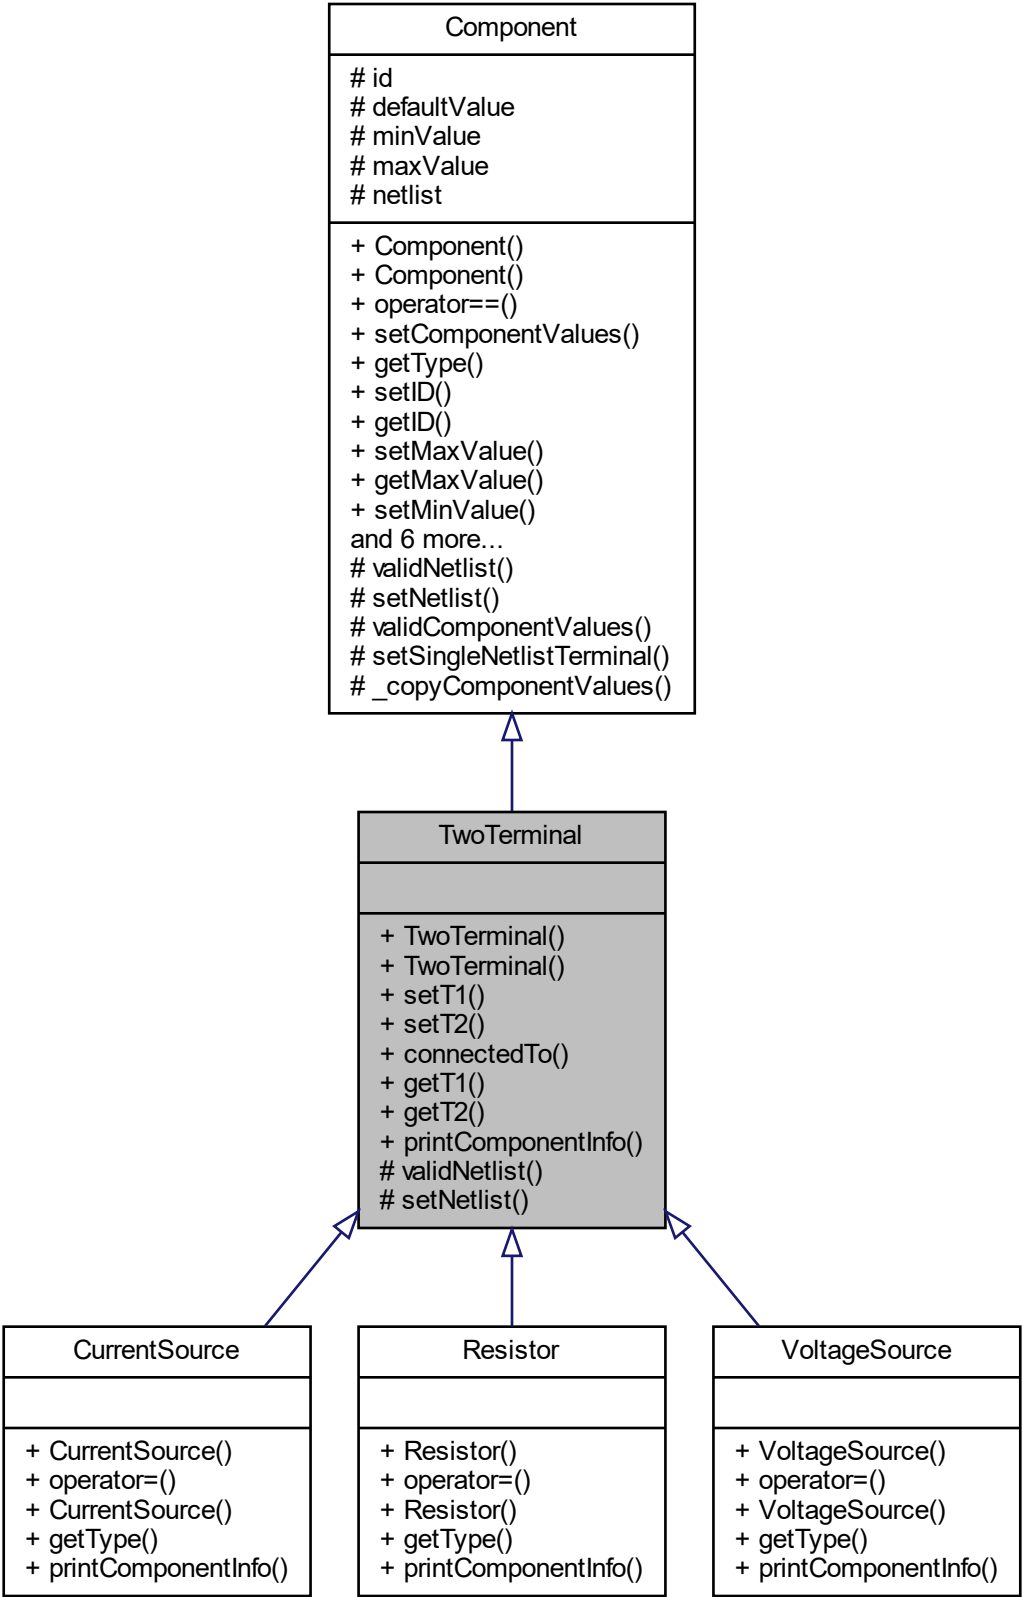 Component
# id
# defaultValue
# minValue
# maxValue
# netlist
+ Component()
+ Component()
+ operator==()
+ setComponentValues()
+ getType()
+ setID()
+ getID()
+ setMaxValue()
+ getMaxValue()
+ setMinValue()
and 6 more...
# validNetlist()
# setNetlist()
# validComponentValues()
# setSingleNetlistTerminal()
# _copyComponentValues()
TwoTerminal
+ TwoTerminal()
+ TwoTerminal()
+ setT1()
+ setT2()
+ connectedTo()
+ getT1()
+ getT2()
+ printComponentInfo()
# validNetlist()
# setNetlist()
CurrentSource
+ CurrentSource()
+ operator=()
+ CurrentSource()
+ getType()
+ printComponentInfo()
Resistor
+ Resistor()
+ operator=()
+ Resistor()
+ getType()
+ printComponentInfo()
VoltageSource
+ VoltageSource()
+ operator=()
+ VoltageSource()
+ getType()
+ printComponentInfo()